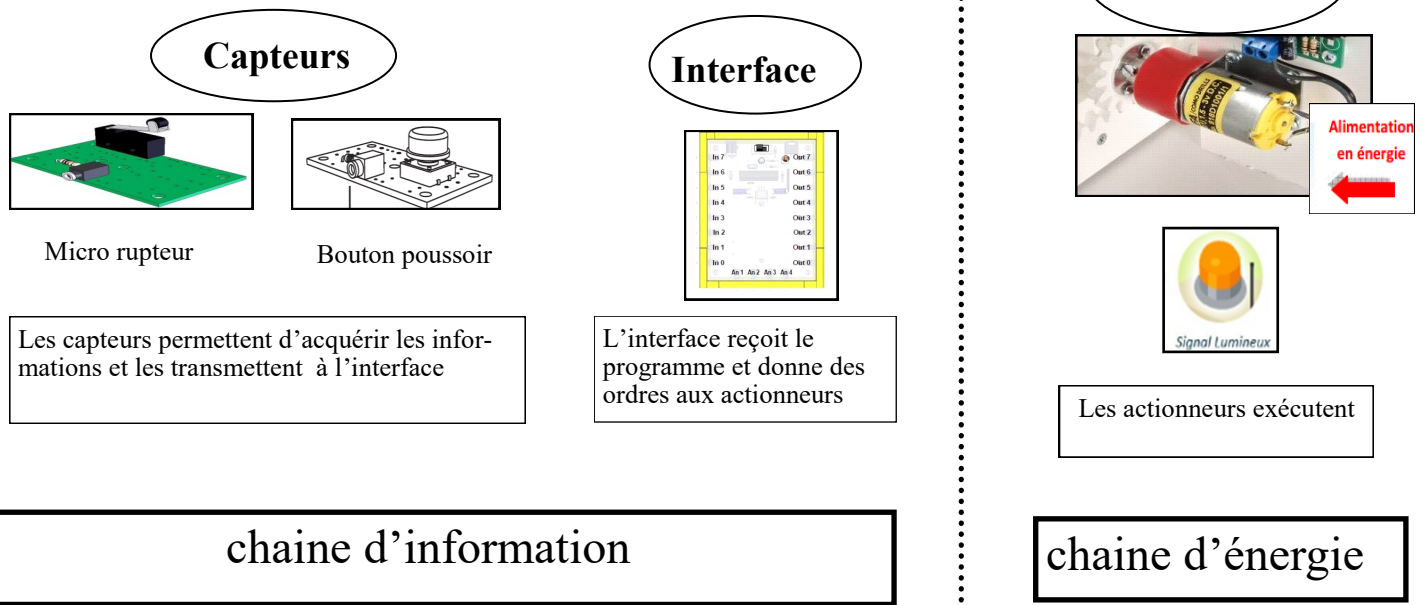 Capteurs
Interface
In 7 Out 7
In 6 Out 6
In 5 Out 5
In 4 Out 4
In 3 Out 3
In 2 Out 2
In 1 Out 1
In 0 Out 0
An 1 An 2 An 3 An 4
Micro rupteur
Bouton poussoir
Les capteurs permettent d’acquérir les infor-
mations et les transmettent à l’interface
L’interface reçoit le
programme et donne des
ordres aux actionneurs
Alimentation
en énergie
Signal Lumineux
Les actionneurs exécutent
chaine d’information
chaine d’énergie